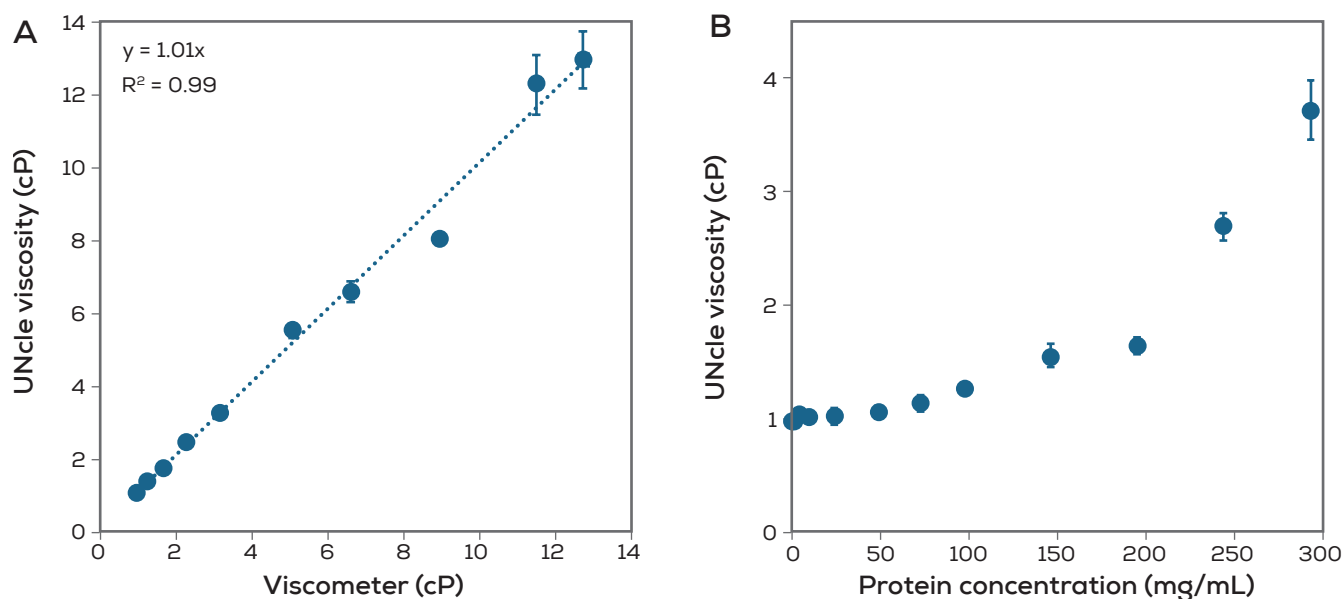 A
y = 1.01x
R² = 0.99
UNcle viscosity (cP)
14
12
10
8
6
4
2
0
0 2 4 6 8 10 12 14
Viscometer (cP)
B
UNcle viscosity (cP)
4
3
2
1
0
0 50 100 150 200 250 300
Protein concentration (mg/mL)